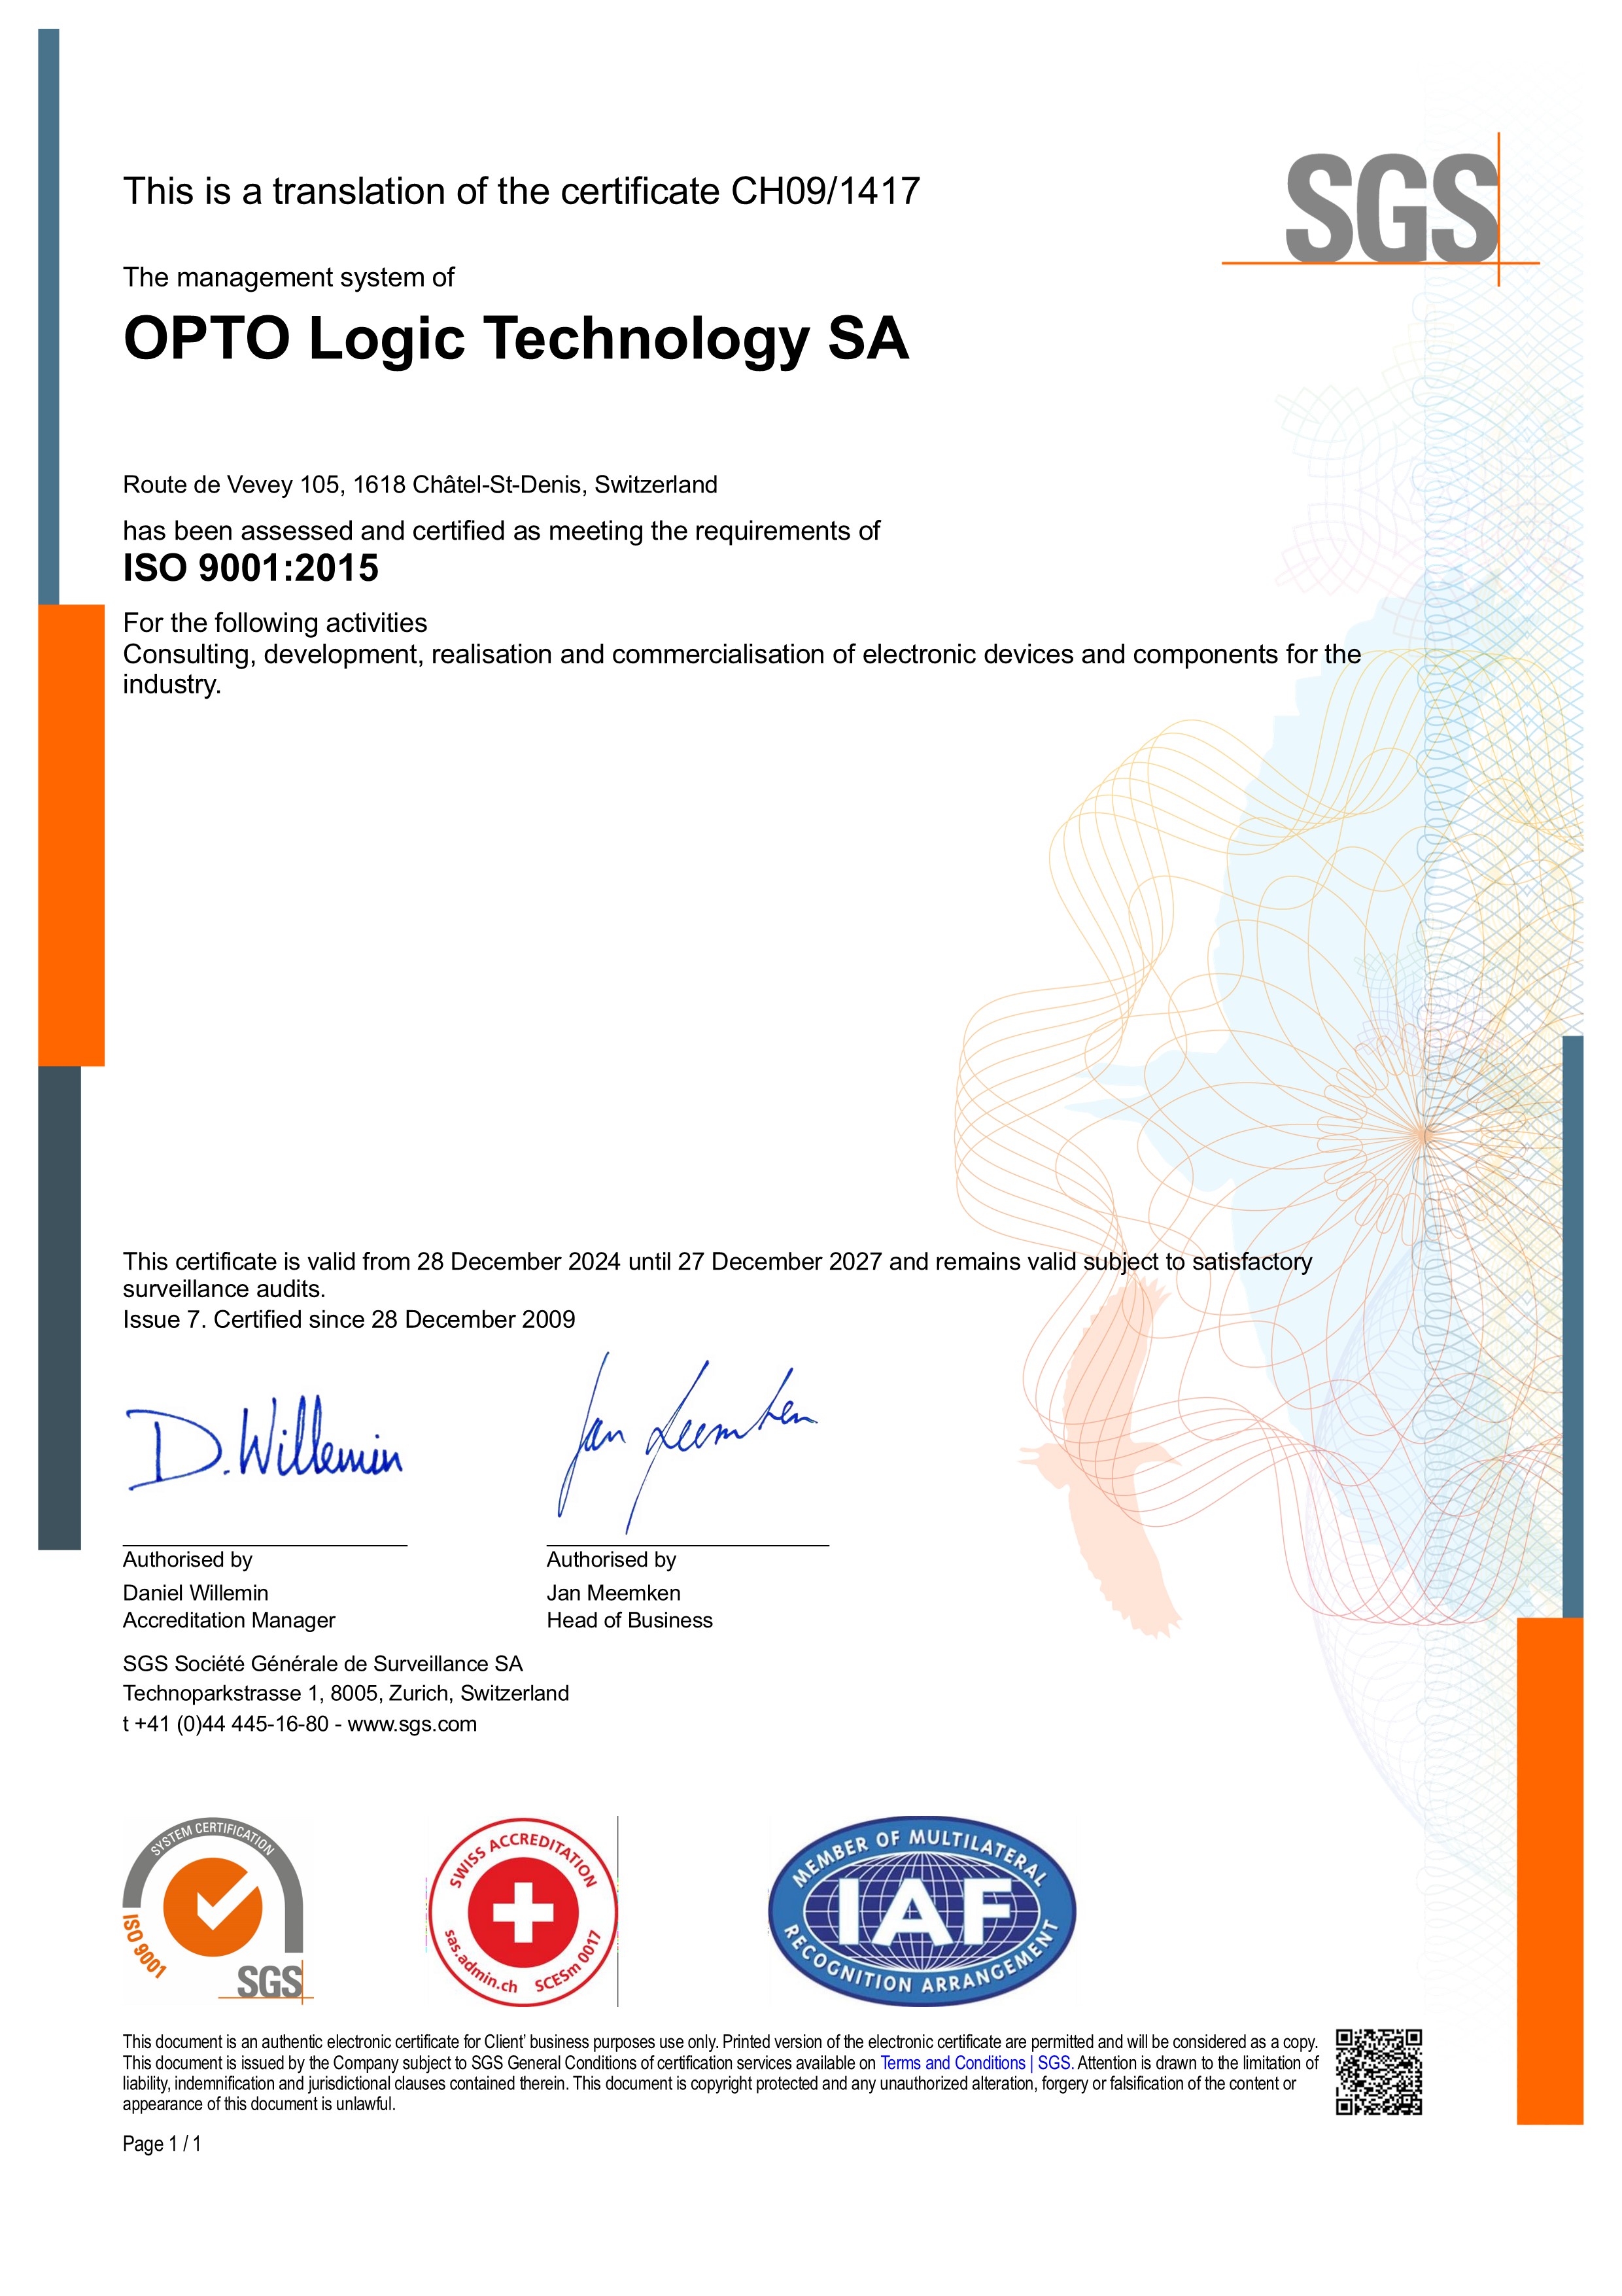 SGS
This is a translation of the certificate CH09/1417
The management system of
OPTO Logic Technology SA
Route de Vevey 105, 1618 Châtel-St-Denis, Switzerland
has been assessed and certified as meeting the requirements of
ISO 9001:2015
For the following activities
Consulting, development, realisation and commercialisation of electronic devices and components for the
industry.
This certificate is valid from 28 December 2024 until 27 December 2027 and remains valid subject to satisfactory
surveillance audits.
Issue 7. Certified since 28 December 2009
D. Willemin
Jan Meemken
Authorised by
Daniel Willemin
Accreditation Manager
Authorised by
Jan Meemken
Head of Business
SGS Société Générale de Surveillance SA
Technoparkstrasse 1, 8005, Zurich, Switzerland
t +41 (0)44 445-16-80 - www.sgs.com
SYSTEM CERTIFICATION
ISO 9001
SGS
SWISS ACCREDITATION
sas.admin.ch SCESm 0017
MEMBER OF MULTILATERAL
IAF
RECOGNITION ARRANGEMENT
This document is an authentic electronic certificate for Client' business purposes use only. Printed version of the electronic certificate are permitted and will be considered as a copy.
This document is issued by the Company subject to SGS General Conditions of certification services available on Terms and Conditions | SGS. Attention is drawn to the limitation of
liability, indemnification and jurisdictional clauses contained therein. This document is copyright protected and any unauthorized alteration, forgery or falsification of the content or
appearance of this document is unlawful.
Page 1 / 1